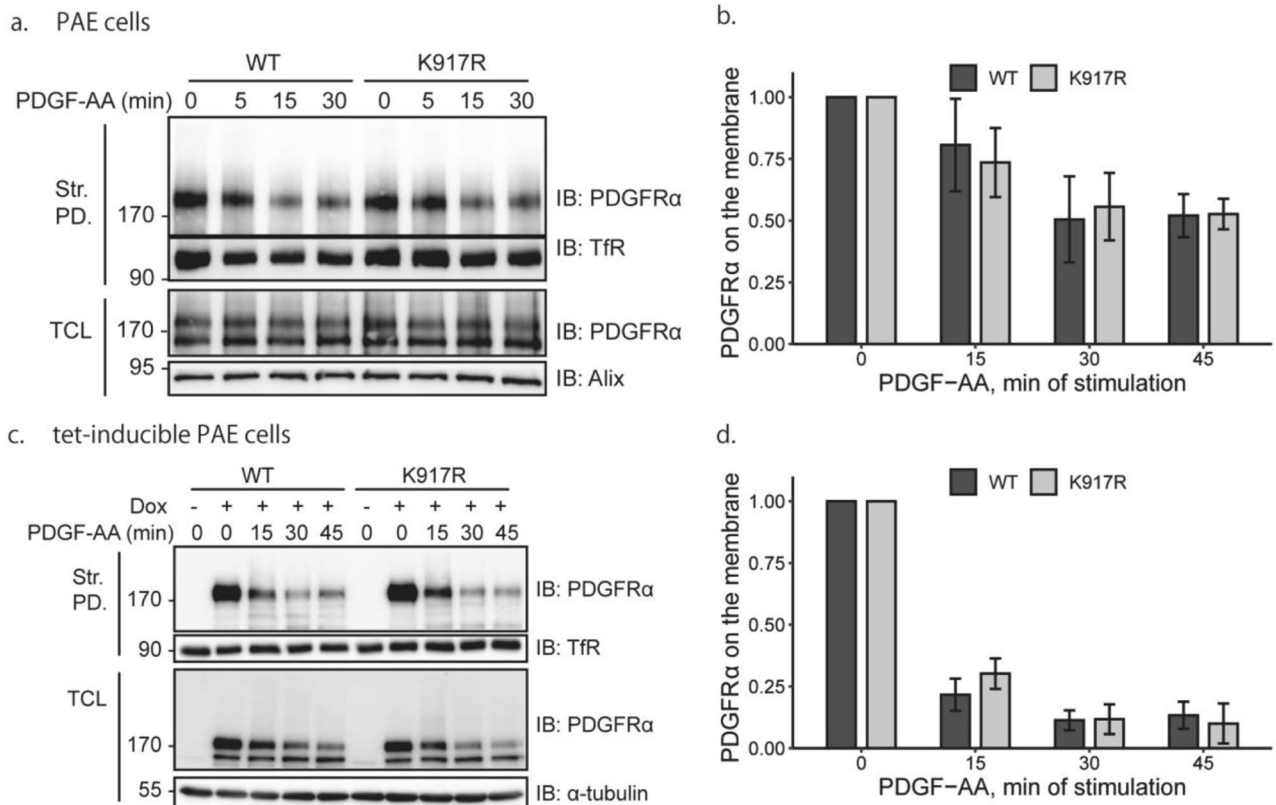 a. PAE cells
WT K917R
PDGF-AA (min) 0 5 15 30 0 5 15 30
Str. PD.
170
IB: PDGFRα
90
IB: TfR
TCL
170
IB: PDGFRα
95
IB: Alix
b.
WT K917R
PDGFRα on the membrane
1.00
0.75
0.50
0.25
0.00
0 15 30 45
PDGF−AA, min of stimulation
c. tet-inducible PAE cells
WT K917R
Dox - + + + + - + + + +
PDGF-AA (min) 0 0 15 30 45 0 0 15 30 45
Str. PD.
170
IB: PDGFRα
90
IB: TfR
TCL
IB: PDGFRα
170
55
IB: α-tubulin
d.
WT K917R
PDGFRα on the membrane
1.00
0.75
0.50
0.25
0.00
0 15 30 45
PDGF−AA, min of stimulation